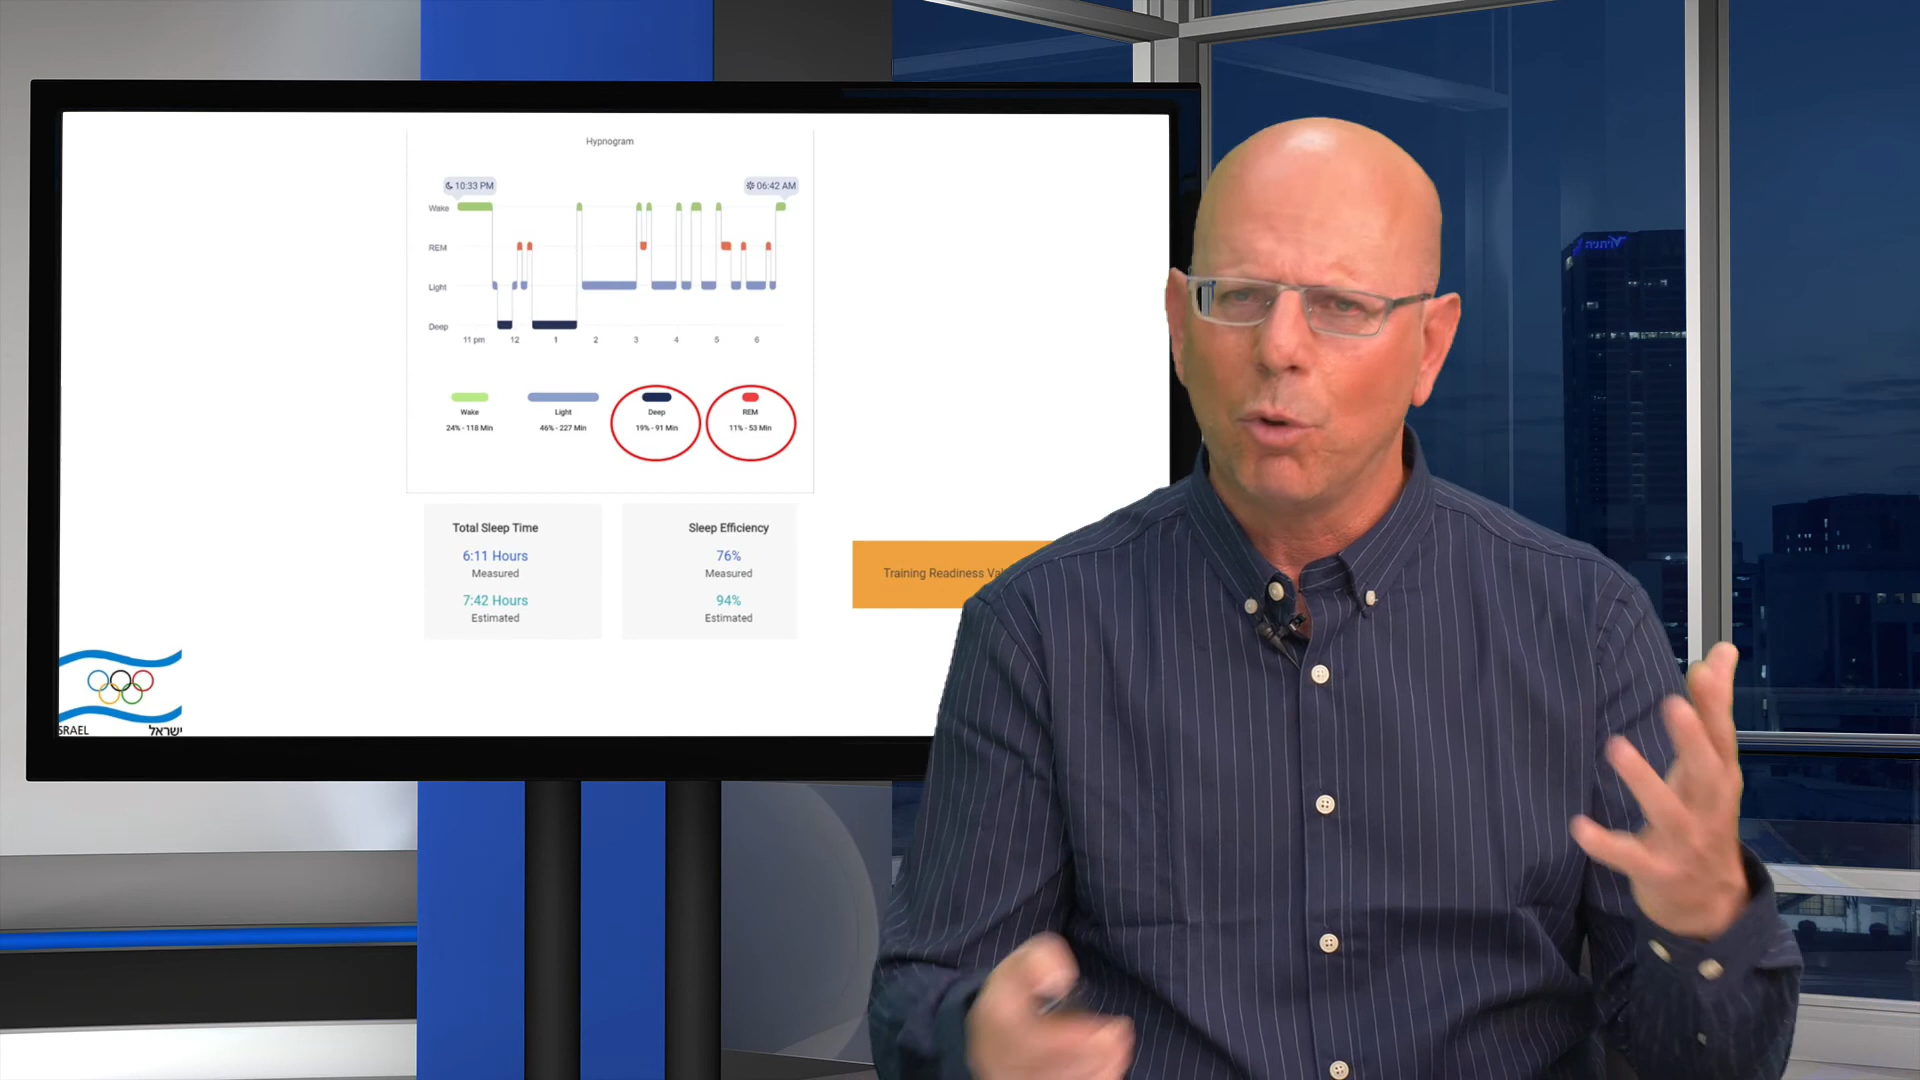 Hypnogram
10:33 PM
06:42 AM
Wake
REM
Light
Deep
11 pm 12 1 2 3 4 5 6
Wake Light Deep REM
24% - 118 Min 46% - 227 Min 19% - 91 Min 11% - 53 Min
Total Sleep Time
6:11 Hours
Measured
7:42 Hours
Estimated
Sleep Efficiency
76%
Measured
94%
Estimated
Training Readiness
SRAEL ישראל